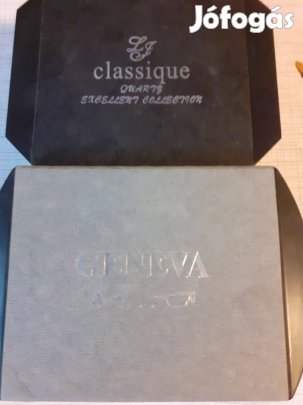 Jófogás
LJ
classique
QUARTZ
EXCELLENT COLLECTION
GENEVA